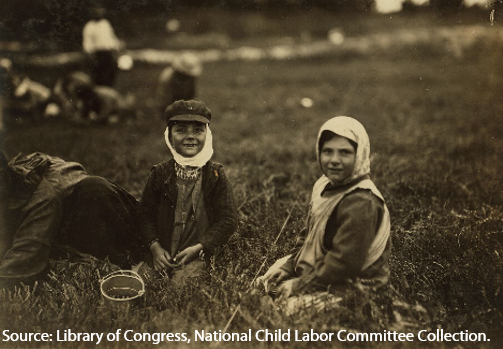 Source: Library of Congress, National Child Labor Committee Collection.